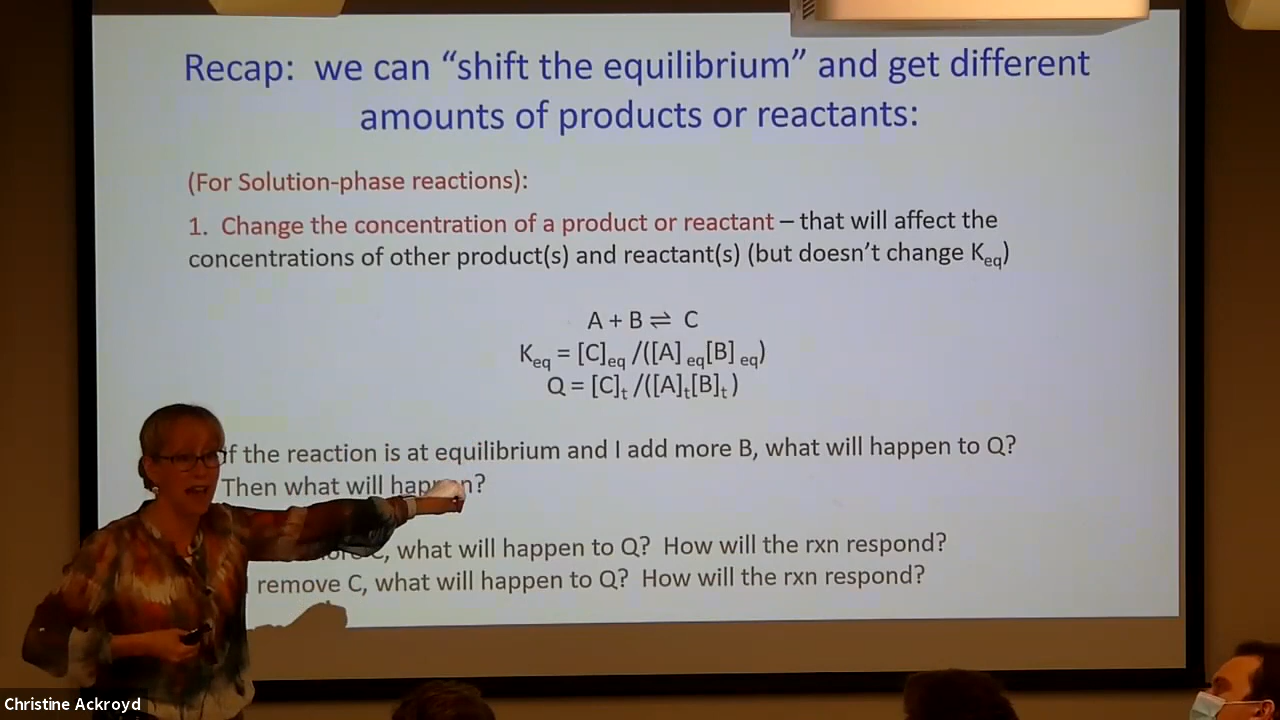 Recap: we can “shift the equilibrium” and get different
amounts of products or reactants:
(For Solution-phase reactions):
1. Change the concentration of a product or reactant – that will affect the
concentrations of other product(s) and reactant(s) (but doesn’t change Keq)
A + B ⇌ C
Keq = [C]eq /([A] eq[B] eq)
Q = [C]t /([A]t[B]t )
f the reaction is at equilibrium and I add more B, what will happen to Q?
Then what will happen?
C, what will happen to Q? How will the rxn respond?
remove C, what will happen to Q? How will the rxn respond?
Christine Ackroyd